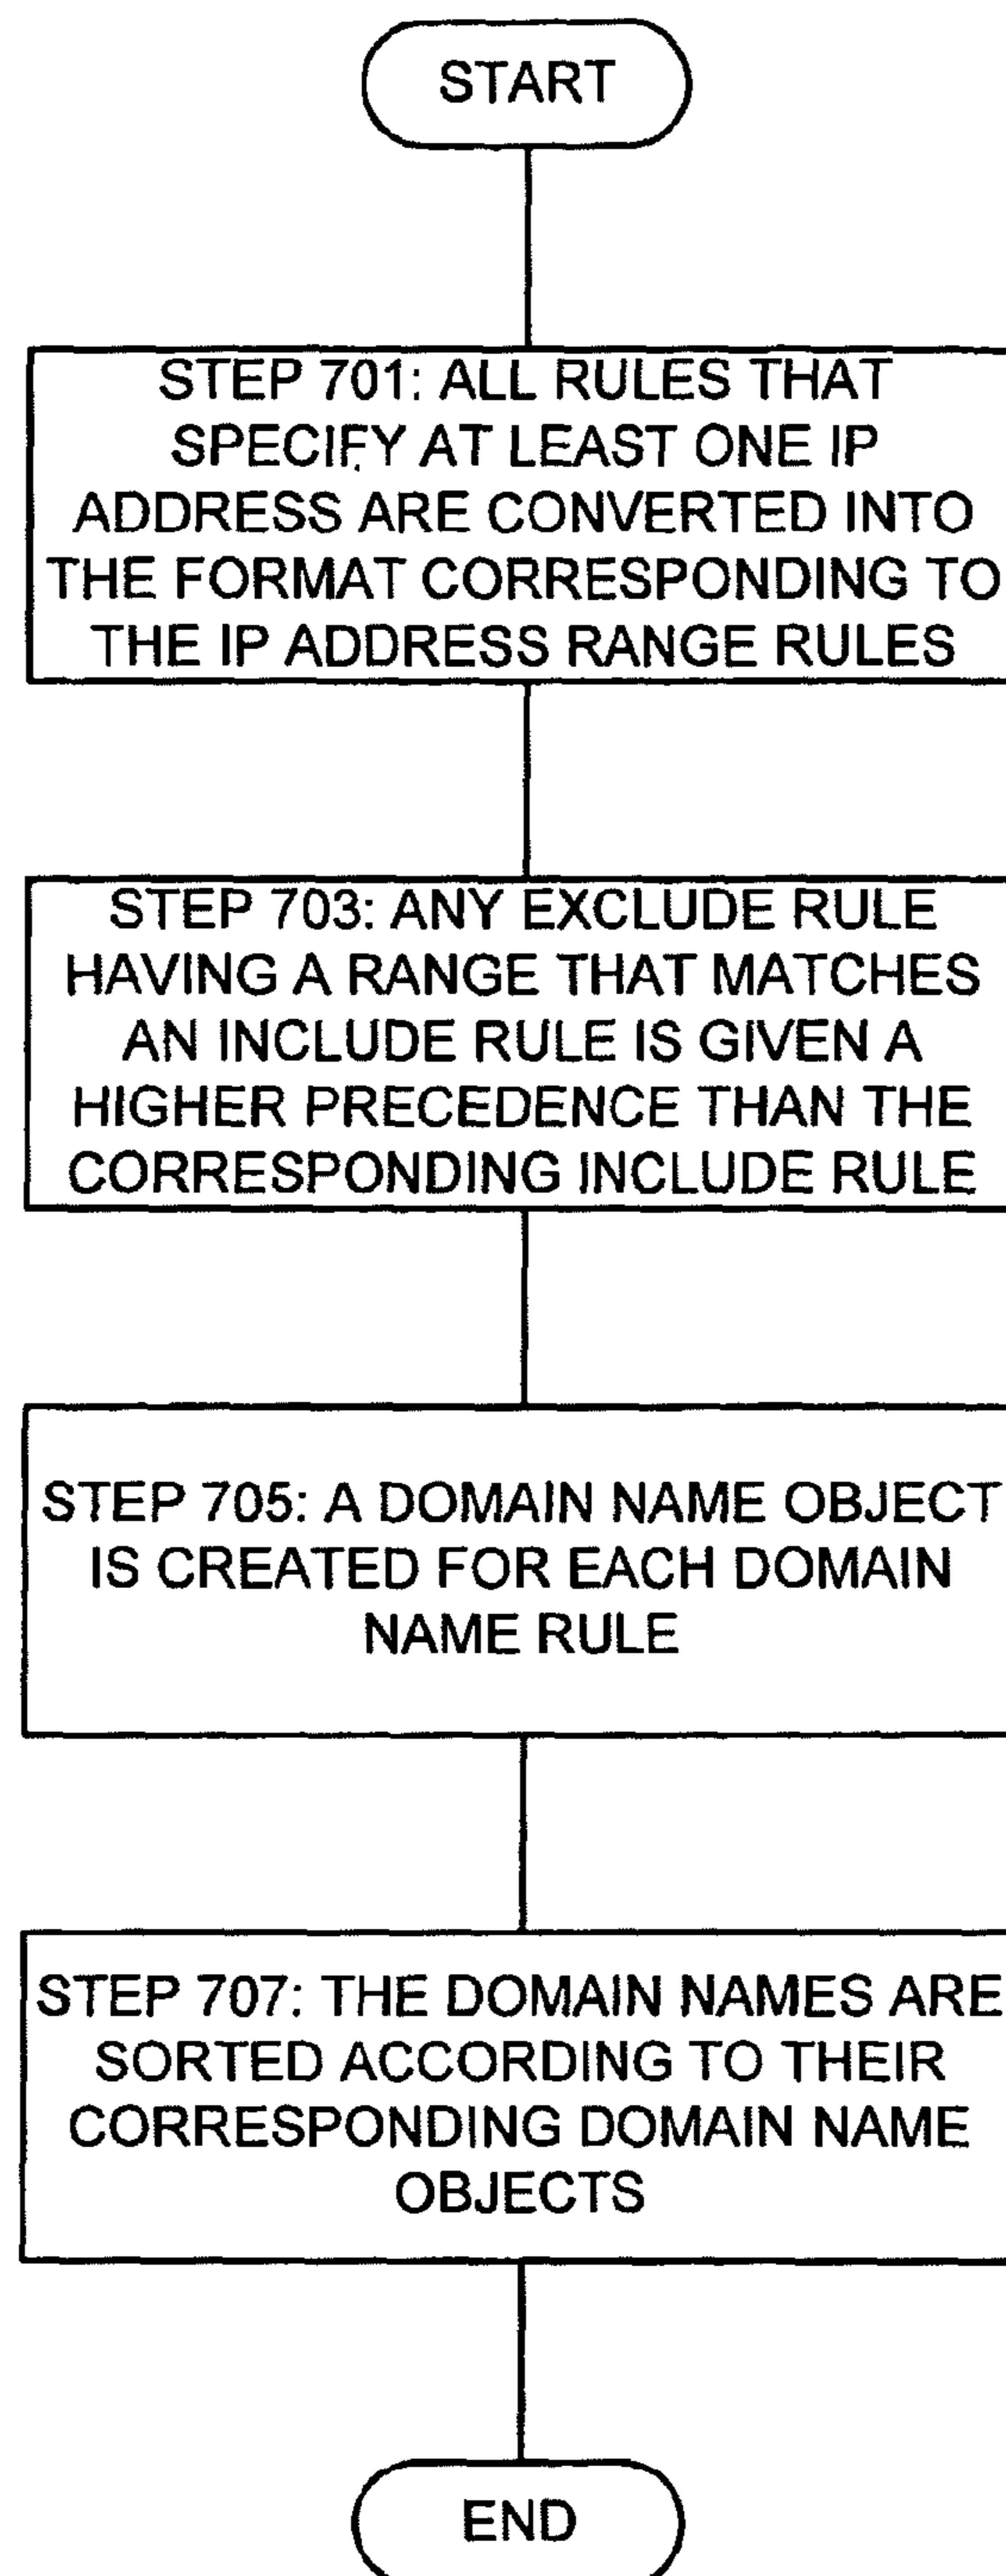 START
STEP 701: ALL RULES THAT
SPECIFY AT LEAST ONE IP
ADDRESS ARE CONVERTED INTO
THE FORMAT CORRESPONDING TO
THE IP ADDRESS RANGE RULES
STEP 703: ANY EXCLUDE RULE
HAVING A RANGE THAT MATCHES
AN INCLUDE RULE IS GIVEN A
HIGHER PRECEDENCE THAN THE
CORRESPONDING INCLUDE RULE
STEP 705: A DOMAIN NAME OBJECT
IS CREATED FOR EACH DOMAIN
NAME RULE
STEP 707: THE DOMAIN NAMES ARE
SORTED ACCORDING TO THEIR
CORRESPONDING DOMAIN NAME
OBJECTS
END